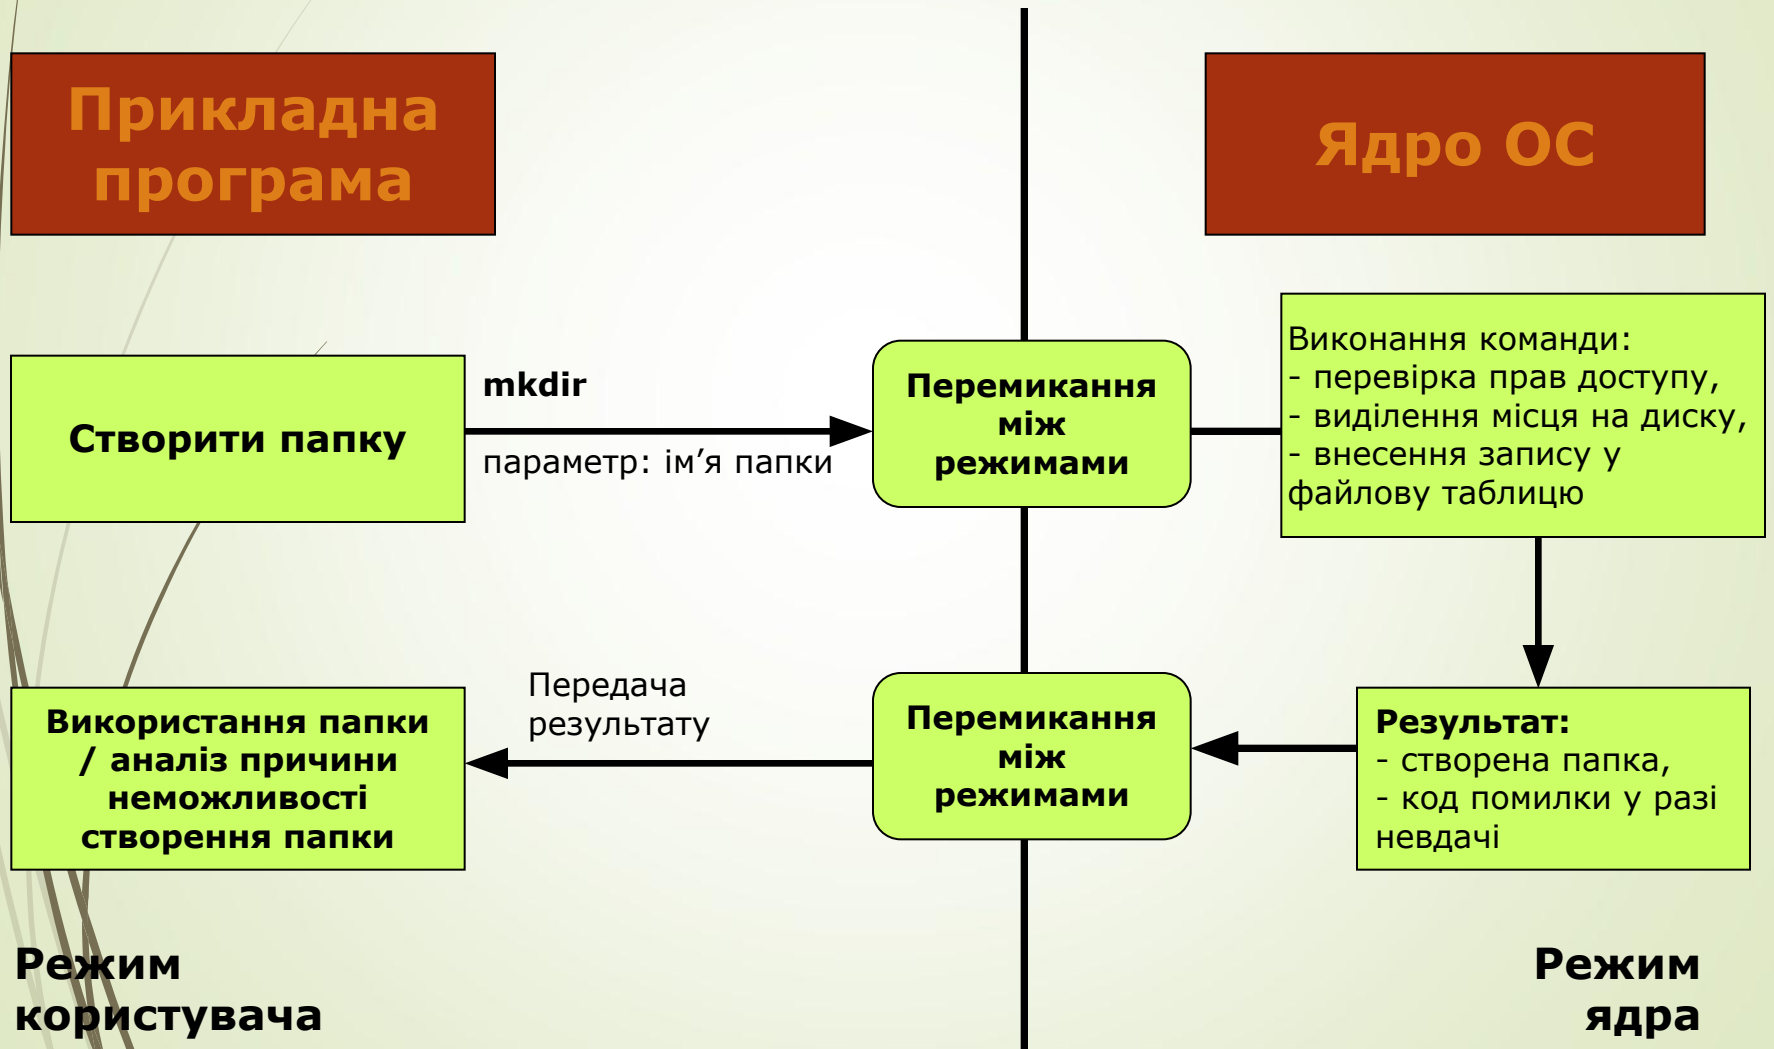 Прикладна
програма
Ядро ОС
Створити папку
mkdir
параметр: ім’я папки
Перемикання
між
режимами
Виконання команди:
- перевірка прав доступу,
- виділення місця на диску,
- внесення запису у
файлову таблицю
Використання папки
/ аналіз причини
неможливості
створення папки
Передача
результату
Перемикання
між
режимами
Результат:
- створена папка,
- код помилки у разі
невдачі
Режим
користувача
Режим
ядра